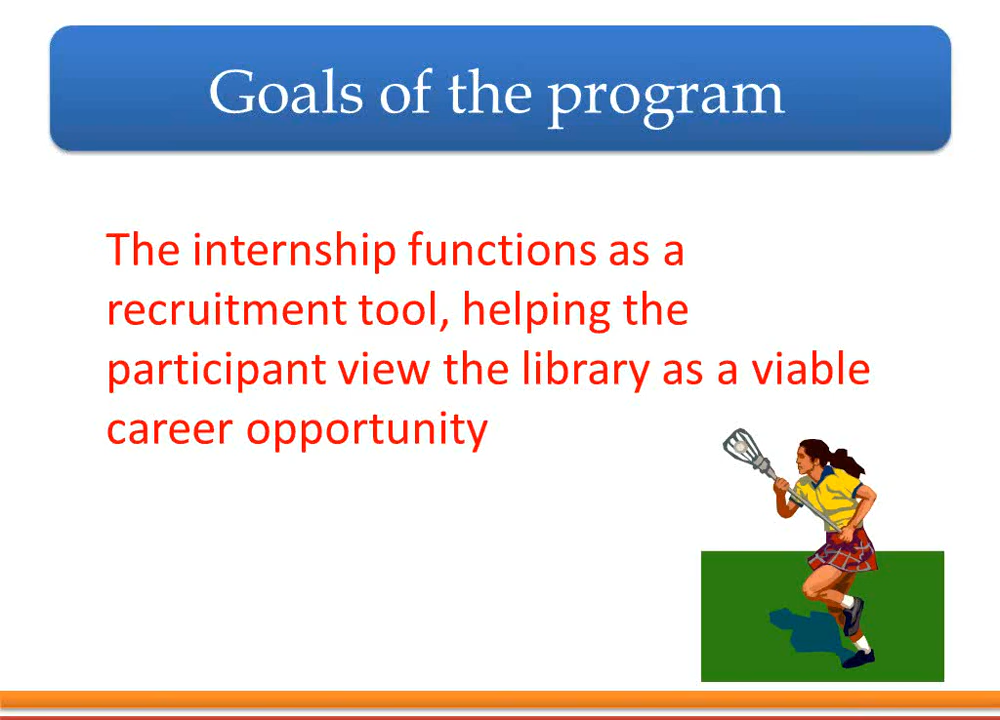 Goals of the program
The internship functions as a
recruitment tool, helping the
participant view the library as a viable
career opportunity